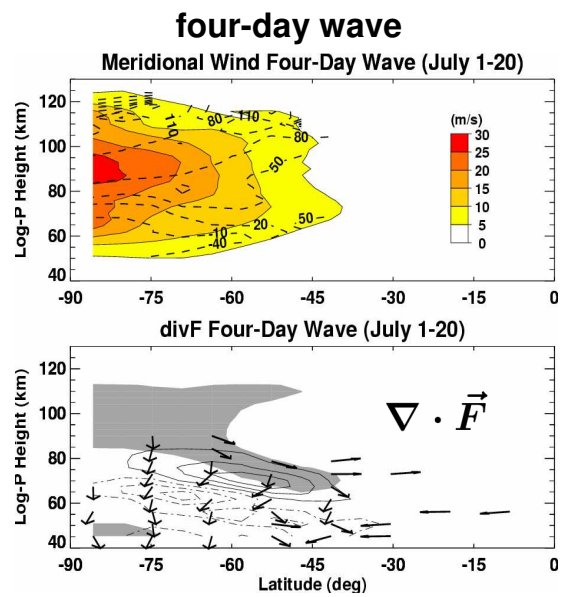 four-day wave
Meridional Wind Four-Day Wave (July 1-20)
Log-P Height (km)
120
100
80
60
40
110
80
110
80
50
50
20
-10
-40
(m/s)
30
25
20
15
10
5
0
-90 -75 -60 -45 -30 -15 0
divF Four-Day Wave (July 1-20)
Log-P Height (km)
120
100
80
60
40
∇ · F⃗
-90 -75 -60 -45 -30 -15 0
Latitude (deg)